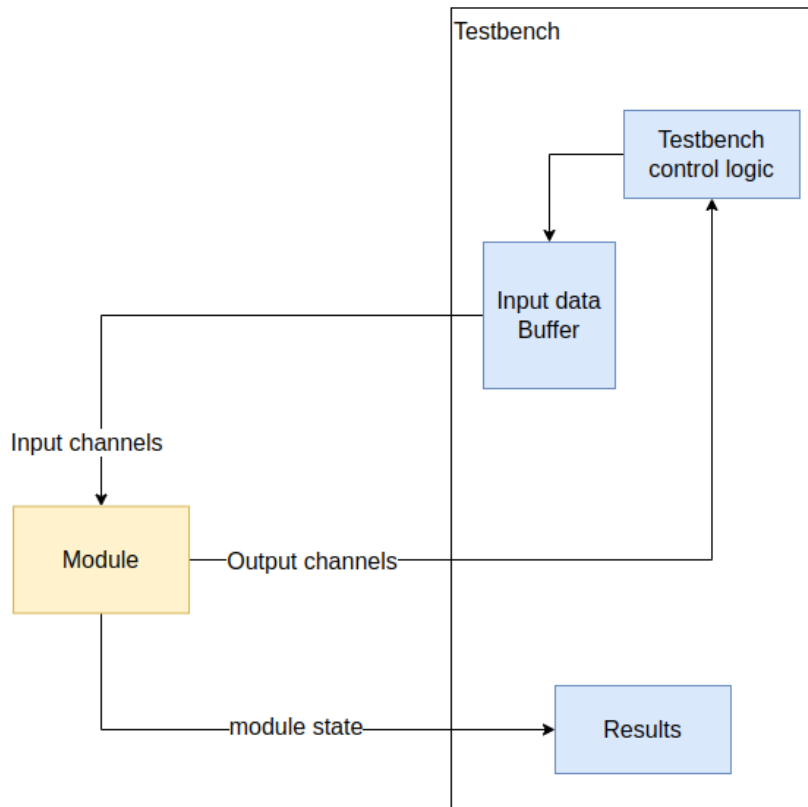 Testbench
Testbench
control logic
Input data
Buffer
Input channels
Module
Output channels
module state
Results